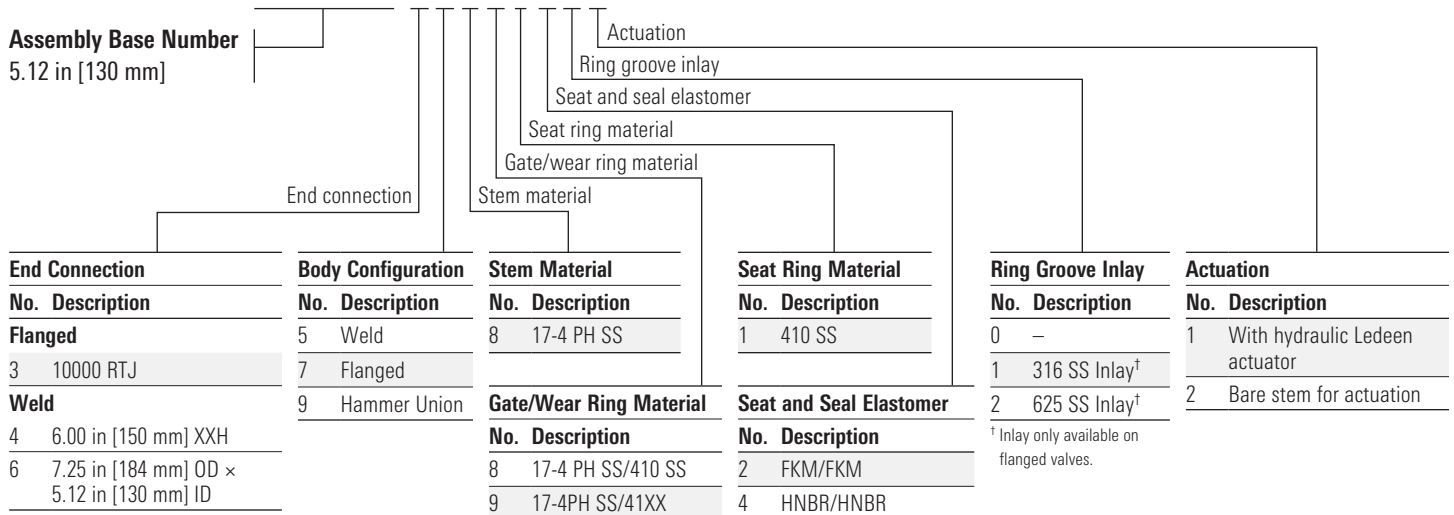 Assembly Base Number
5.12 in [130 mm]
Actuation
Ring groove inlay
Seat and seal elastomer
Seat ring material
Gate/wear ring material
End connection
Stem material
End Connection
No. Description
Flanged
3 10000 RTJ
Weld
4 6.00 in [150 mm] XXH
6 7.25 in [184 mm] OD ×
5.12 in [130 mm] ID
Body Configuration
No. Description
5 Weld
7 Flanged
9 Hammer Union
Stem Material
No. Description
8 17-4 PH SS
Gate/Wear Ring Material
No. Description
8 17-4 PH SS/410 SS
9 17-4PH SS/41XX
Seat Ring Material
No. Description
1 410 SS
Seat and Seal Elastomer
No. Description
2 FKM/FKM
4 HNBR/HNBR
Ring Groove Inlay
No. Description
0 –
1 316 SS Inlay†
2 625 SS Inlay†
† Inlay only available on
flanged valves.
Actuation
No. Description
1 With hydraulic Ledeen
actuator
2 Bare stem for actuation